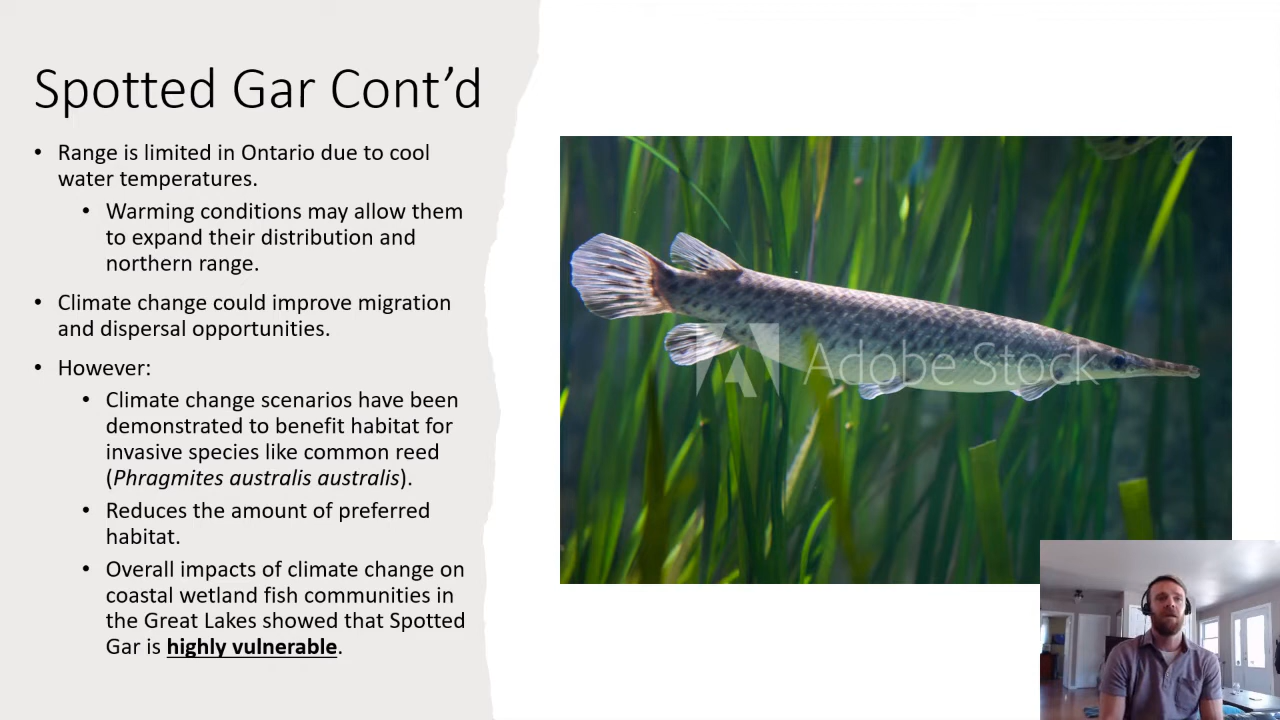 Spotted Gar Cont’d
• Range is limited in Ontario due to cool
water temperatures.
• Warming conditions may allow them
to expand their distribution and
northern range.
• Climate change could improve migration
and dispersal opportunities.
• However:
• Climate change scenarios have been
demonstrated to benefit habitat for
invasive species like common reed
(Phragmites australis australis).
• Reduces the amount of preferred
habitat.
• Overall impacts of climate change on
coastal wetland fish communities in
the Great Lakes showed that Spotted
Gar is highly vulnerable.
Adobe Stock